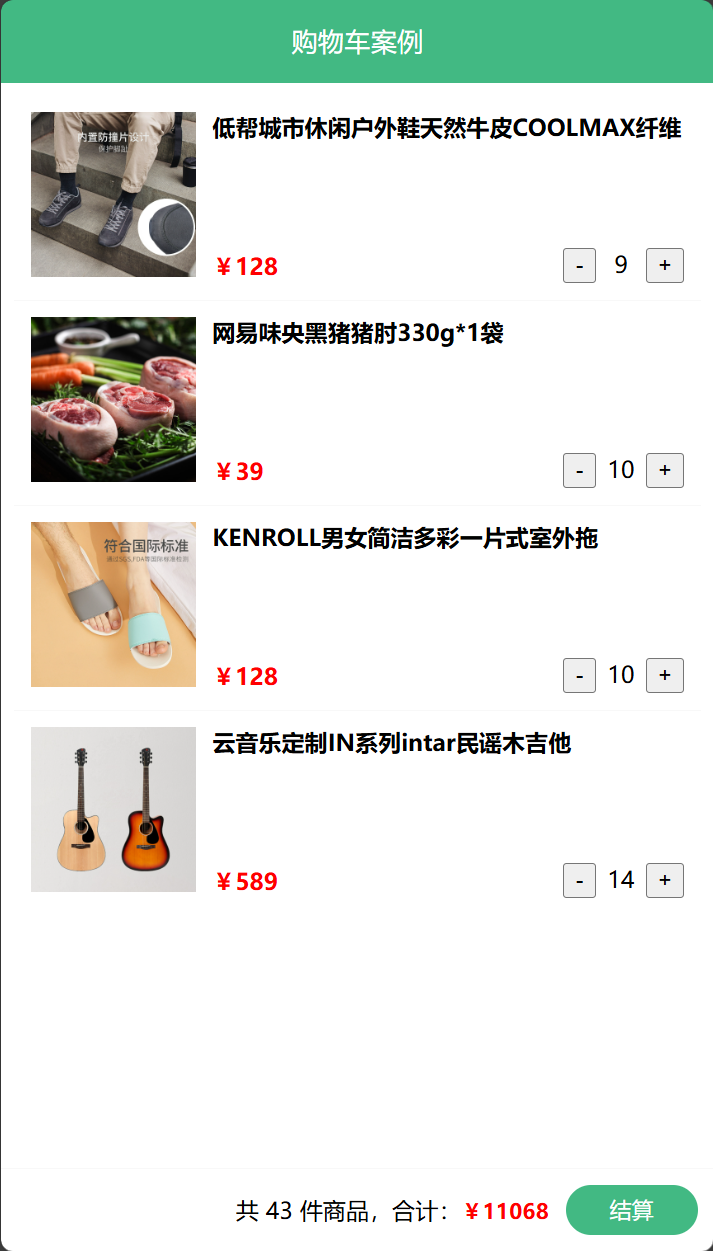 购物车案例
内置防撞片设计
保护脚趾
低帮城市休闲户外鞋天然牛皮COOLMAX纤维
¥128
- 9 +
网易味央黑猪猪肘330g*1袋
¥39
- 10 +
符合国际标准
通过SGS,FDA等国际标准检测
KENROLL男女简洁多彩一片式室外拖
¥128
- 10 +
云音乐定制IN系列intar民谣木吉他
¥589
- 14 +
共 43 件商品，合计： ¥11068 结算